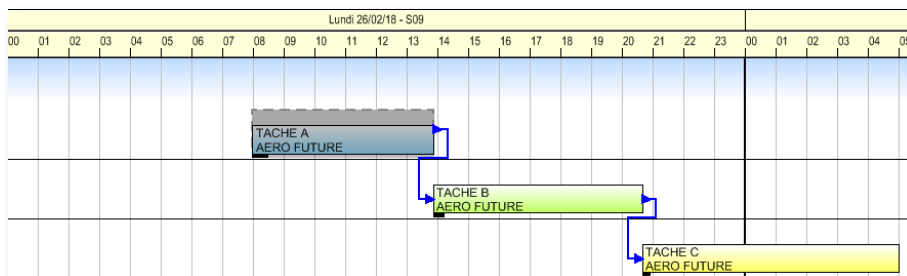 Lundi 26/02/18 - S09
00 01 02 03 04 05 06 07 08 09 10 11 12 13 14 15 16 17 18 19 20 21 22 23 00 01 02 03 04 05
TACHE A
AERO FUTURE
TACHE B
AERO FUTURE
TACHE C
AERO FUTURE